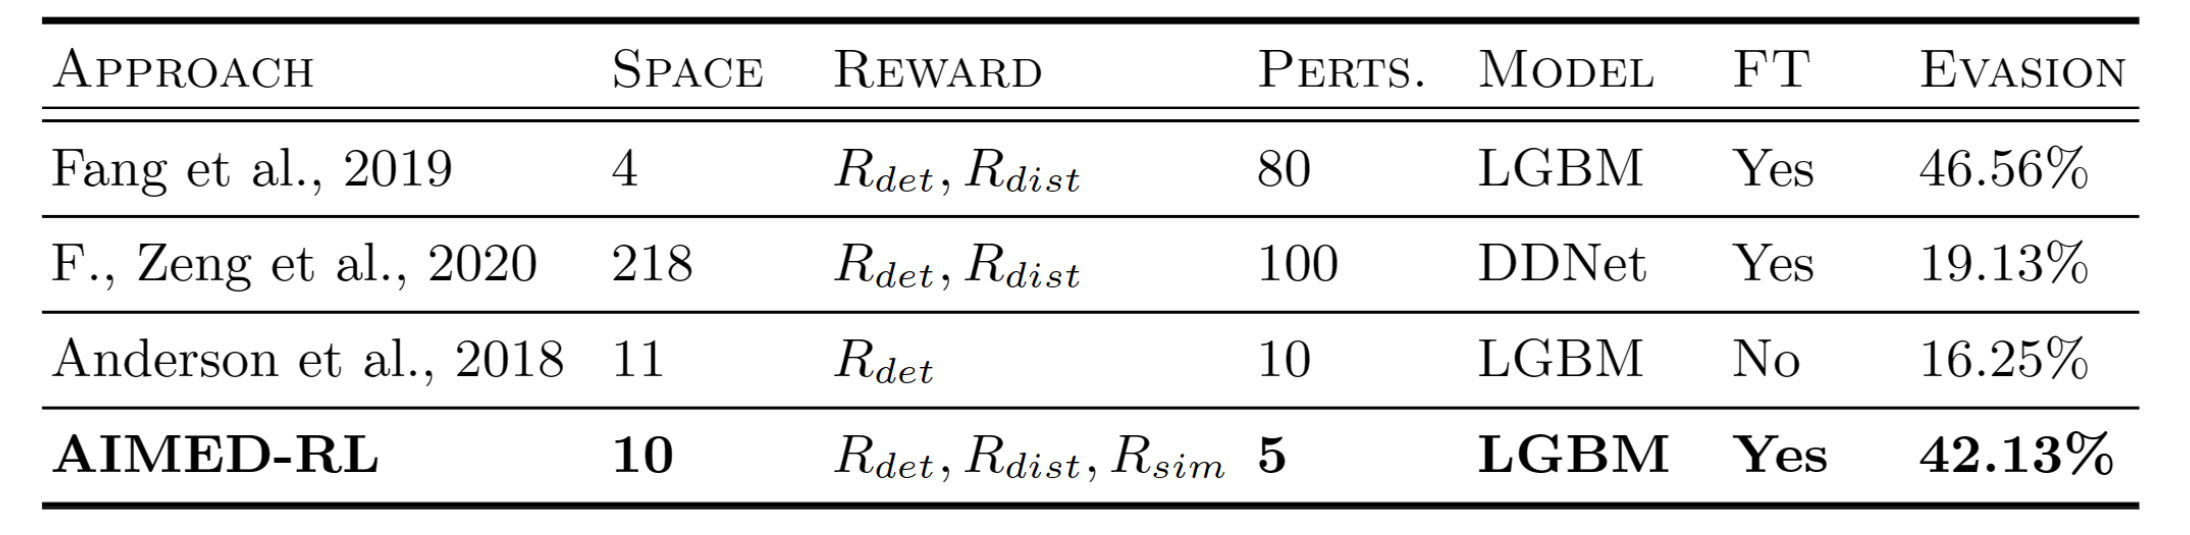 APPROACH SPACE REWARD PERTS. MODEL FT EVASION
Fang et al., 2019 4 R_det, R_dist 80 LGBM Yes 46.56%
F., Zeng et al., 2020 218 R_det, R_dist 100 DDNet Yes 19.13%
Anderson et al., 2018 11 R_det 10 LGBM No 16.25%
AIMED-RL 10 R_det, R_dist, R_sim 5 LGBM Yes 42.13%